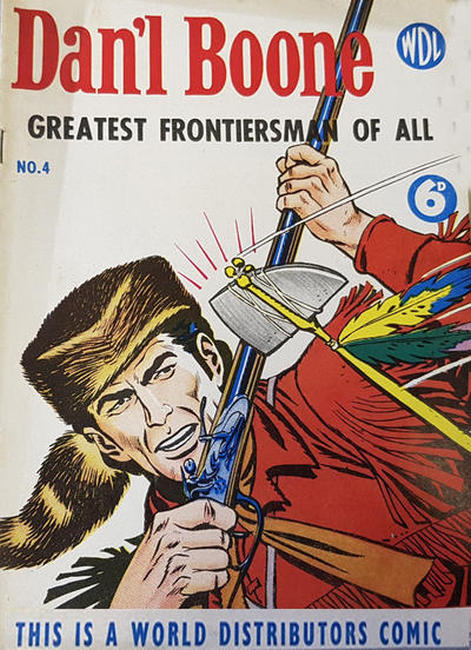 Dan'l Boone
WDL
GREATEST FRONTIERSMAN OF ALL
NO.4
6D
THIS IS A WORLD DISTRIBUTORS COMIC